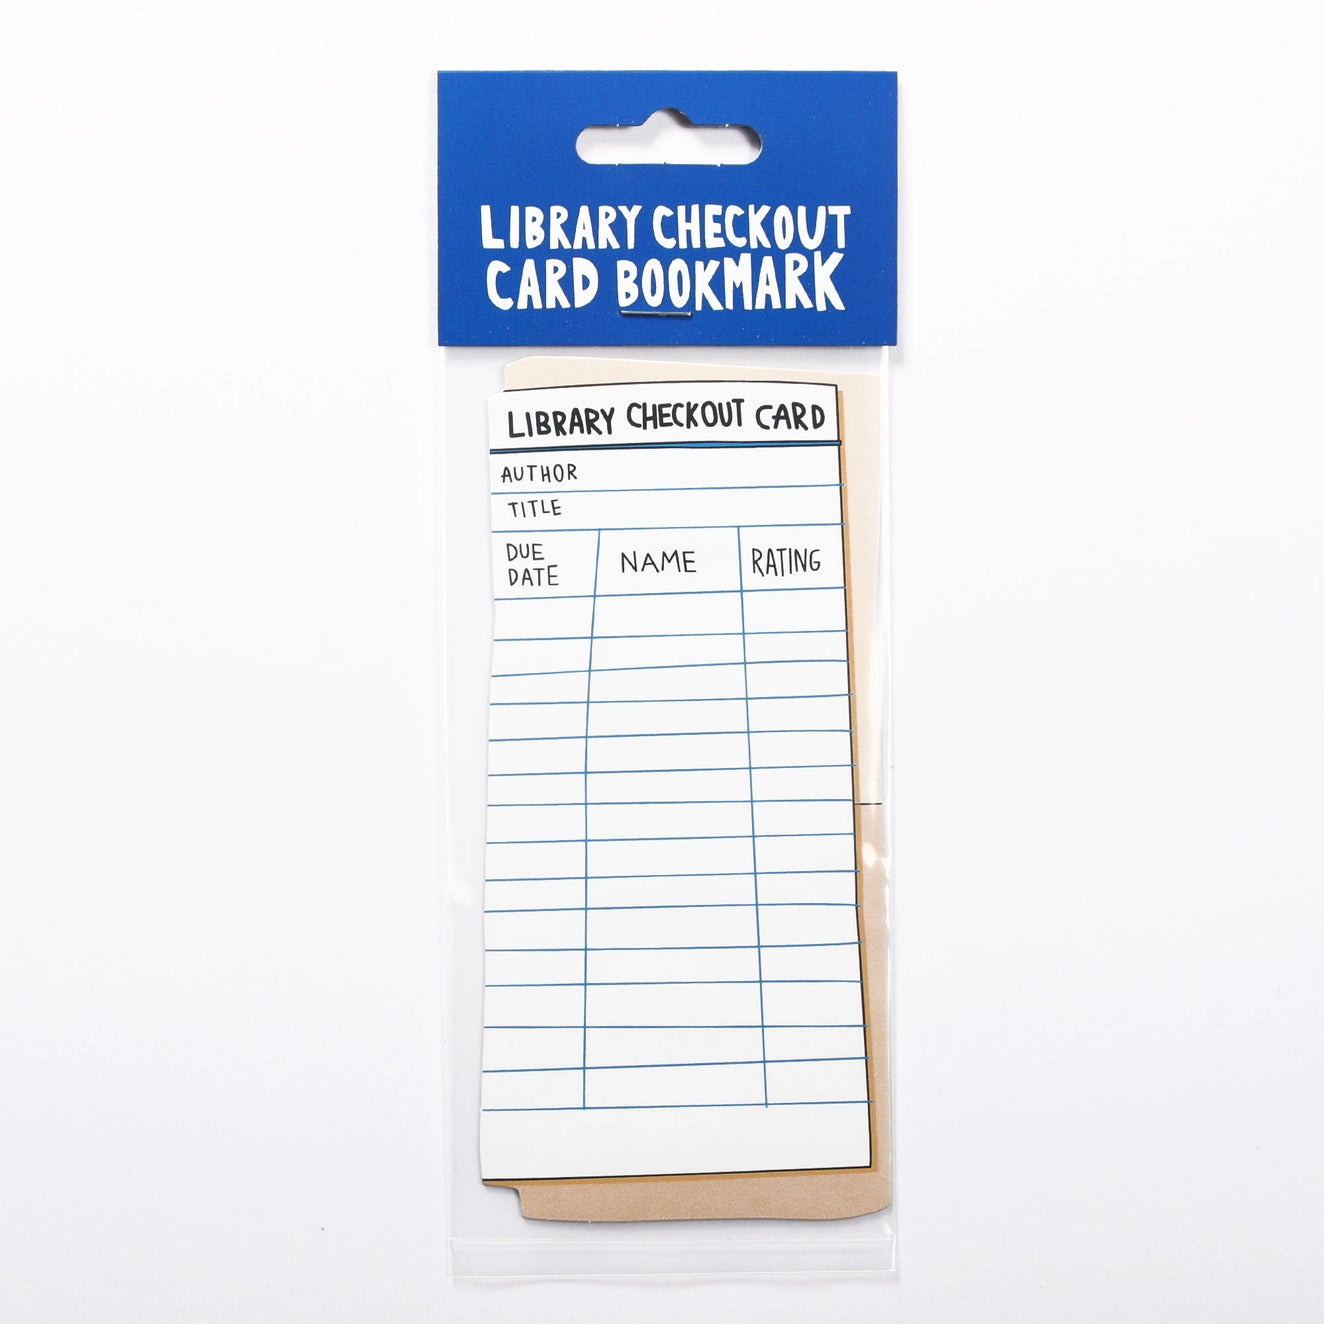 LIBRARY CHECKOUT
CARD BOOKMARK
LIBRARY CHECKOUT CARD
AUTHOR
TITLE
DUE
DATE
NAME
RATING